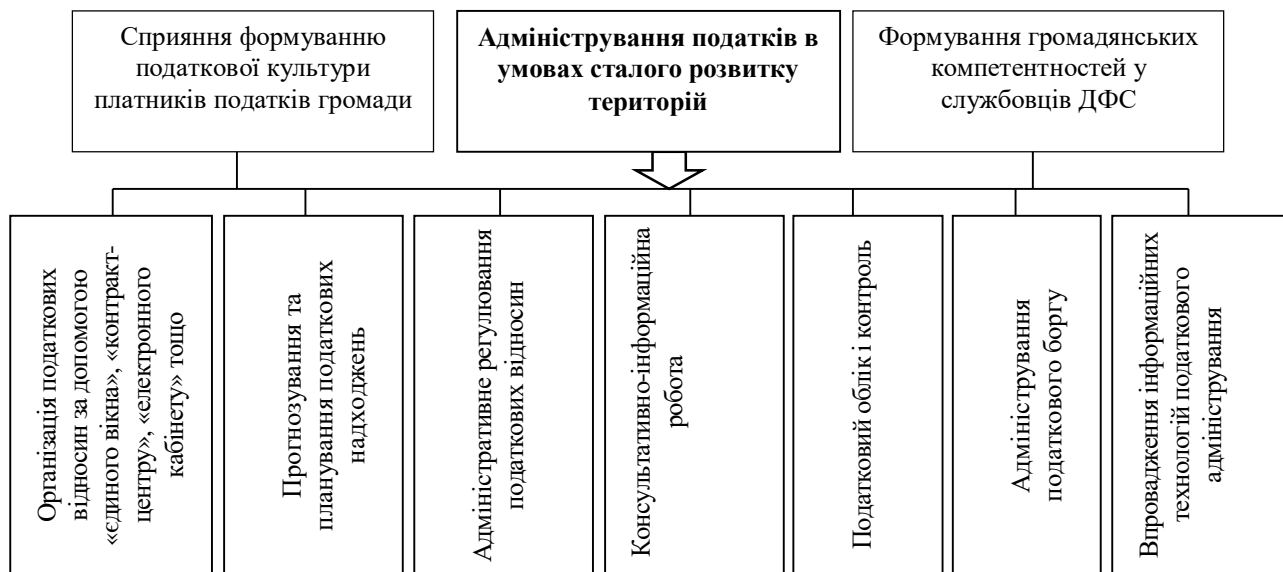 Сприяння формуванню
податкової культури
платників податків громади
Адміністрування податків в
умовах сталого розвитку
територій
Формування громадянських
компетентностей у
службовців ДФС
Організація податкових
відносин за допомогою
«єдиного вікна», «контракт-
центру», «електронного
кабінету» тощо
Прогнозування та
планування податкових
надходжень
Адміністративне регулювання
податкових відносин
Консультативно-інформаційна
робота
Податковий облік і контроль
Адміністрування
податкового боргу
Впровадження інформаційних
технологій податкового
адміністрування